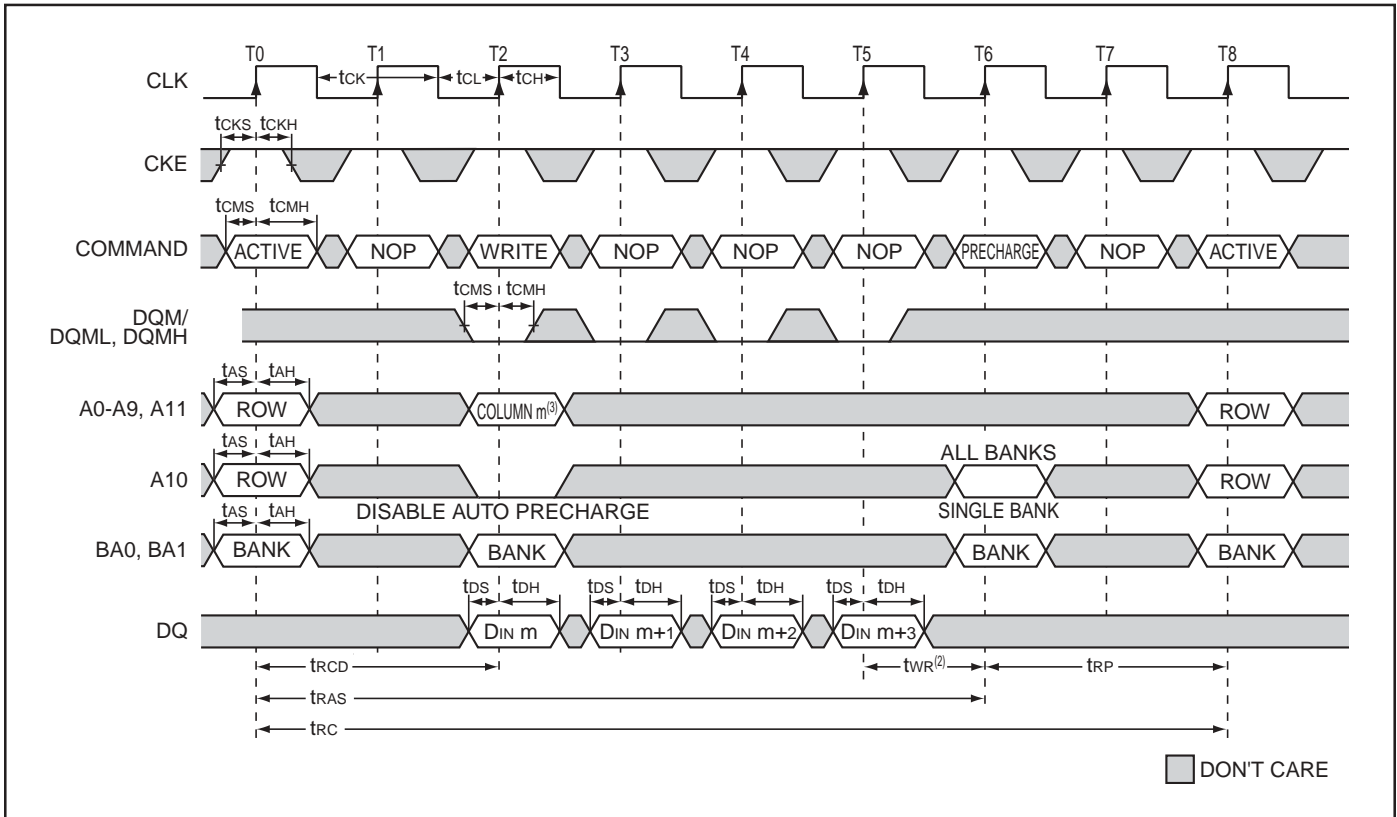 T0 T1 T2 T3 T4 T5 T6 T7 T8
CLK
tCK tCL tCH
tCKS tCKH
CKE
tCMS tCMH
COMMAND ACTIVE NOP WRITE NOP NOP NOP PRECHARGE NOP ACTIVE
tCMS tCMH
DQM/
DQML, DQMH
tAS tAH
A0-A9, A11 ROW COLUMN m(3) ROW
tAS tAH ALL BANKS
A10 ROW ROW
tAS tAH DISABLE AUTO PRECHARGE SINGLE BANK
BA0, BA1 BANK BANK BANK BANK
tDS tDH tDS tDH tDS tDH tDS tDH
DQ DIN m DIN m+1 DIN m+2 DIN m+3
tRCD tWR(2) tRP
tRAS
tRC
DON'T CARE